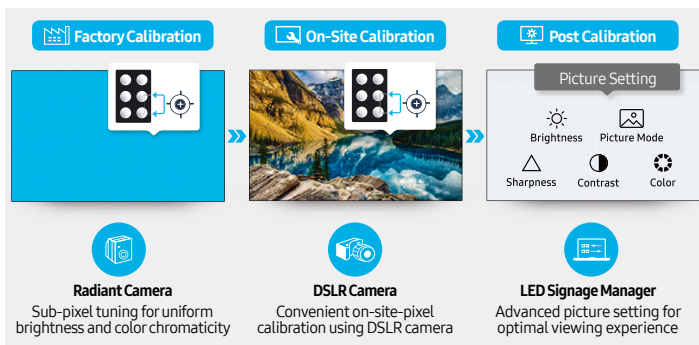 Factory Calibration
On-Site Calibration
Post Calibration
Picture Setting
Brightness
Picture Mode
Sharpness
Contrast
Color
Radiant Camera
Sub-pixel tuning for uniform
brightness and color chromaticity
DSLR Camera
Convenient on-site-pixel
calibration using DSLR camera
LED Signage Manager
Advanced picture setting for
optimal viewing experience